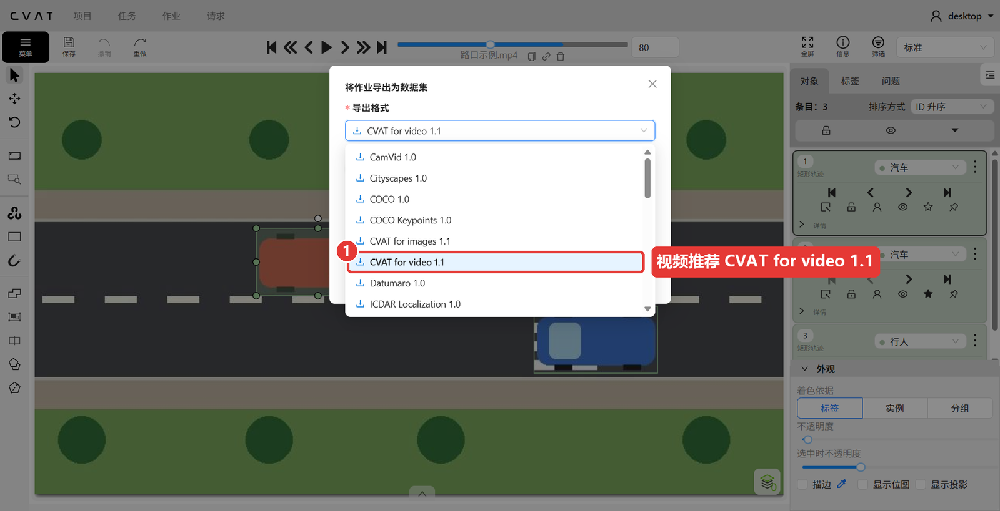 CVAT
项目
任务
作业
请求
desktop
菜单
保存
撤销
重做
路口示例.mp4
80
全屏
信息
筛选
标准
将作业导出为数据集
* 导出格式
CVAT for video 1.1
CamVid 1.0
Cityscapes 1.0
COCO 1.0
COCO Keypoints 1.0
CVAT for images 1.1
1
CVAT for video 1.1
视频推荐 CVAT for video 1.1
Datumaro 1.0
ICDAR Localization 1.0
对象
标签
问题
条目：3
排序方式
ID 升序
1
汽车
矩形轨迹
详情
汽车
详情
3
行人
矩形轨迹
外观
着色依据
标签
实例
分组
不透明度
选中时不透明度
描边
显示位图
显示投影
0